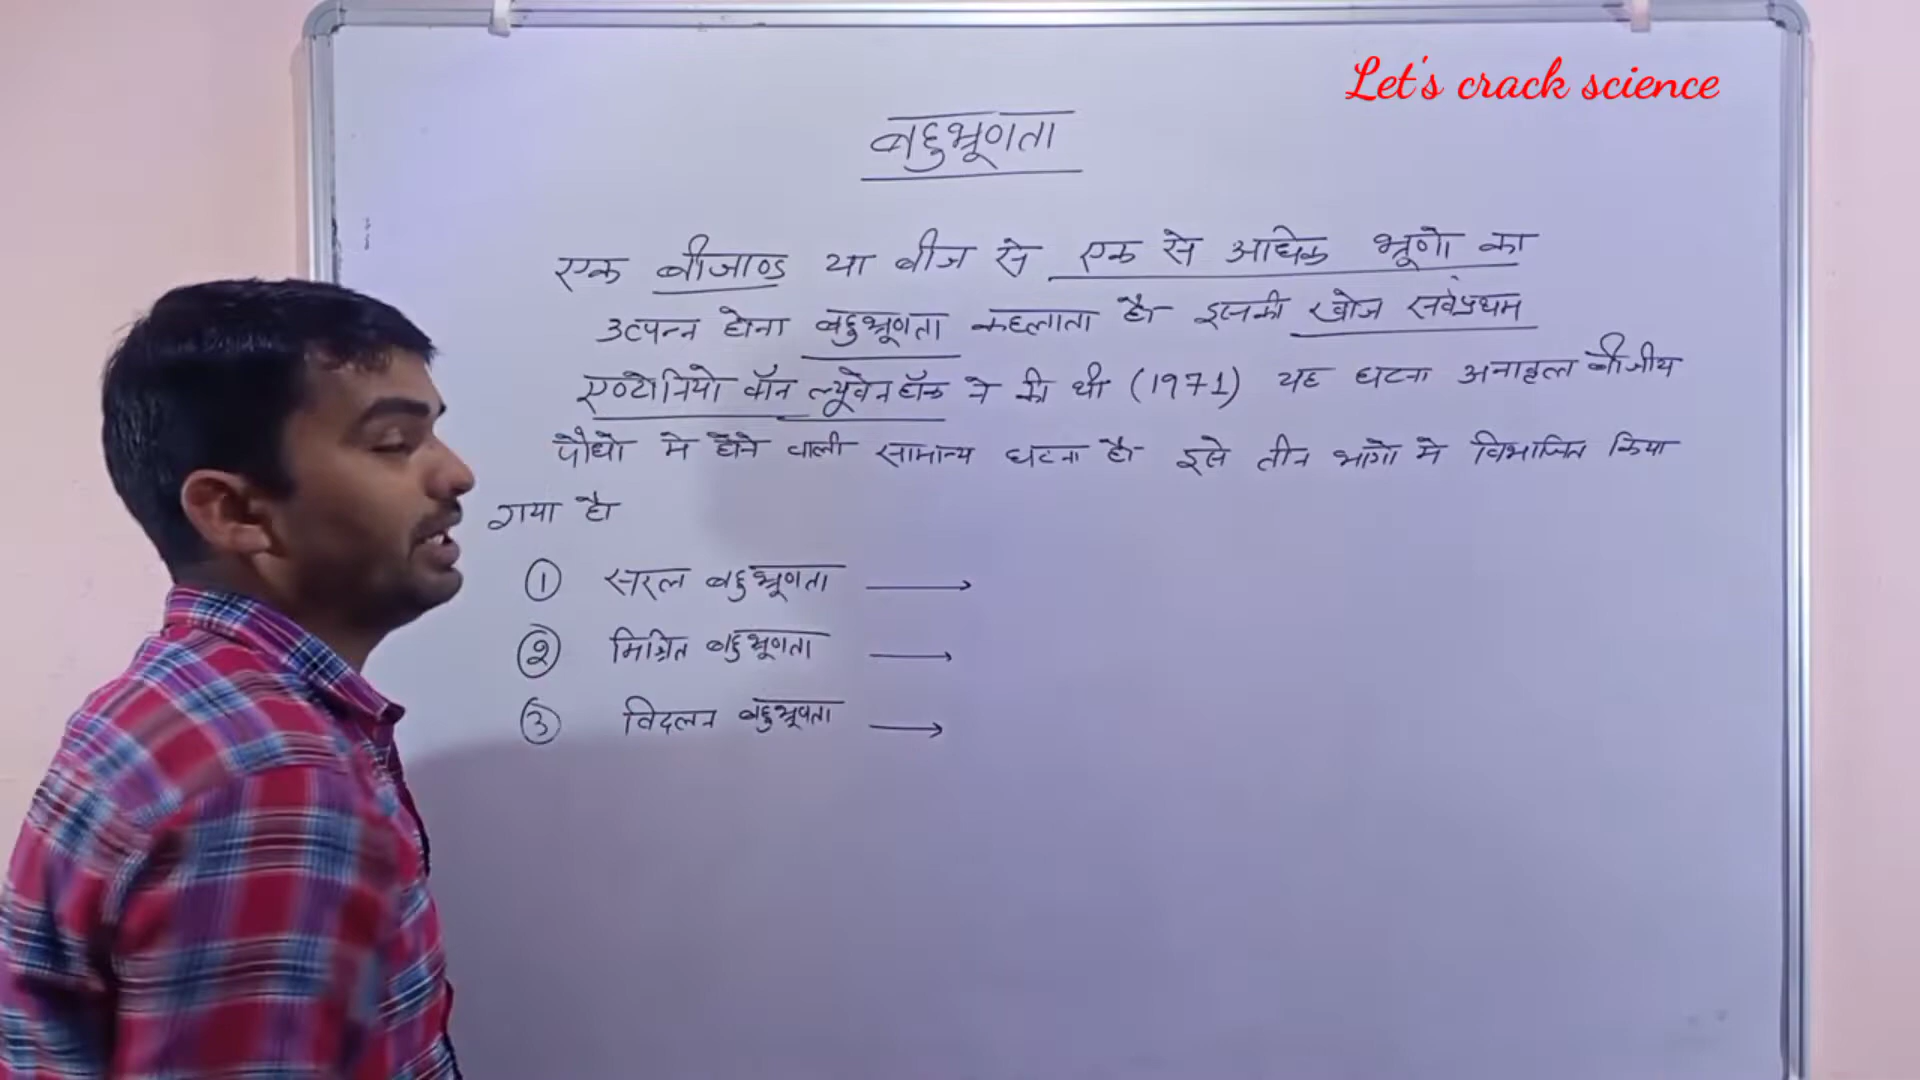 Let's crack science
बहुभ्रूणता
एक बीजाण्ड या बीज से एक से अधिक भ्रूणो का
उत्पन्न होना बहुभ्रूणता कहलाता है। इसकी खोज सर्वप्रथम
एण्टोनियो वॉन ल्यूवेनहॉक ने की थी (1971) यह घटना अनावृत्त बीजीय
पौधो मे होने वाली सामान्य घटना है। इसे तीन भागो मे विभाजित किया
गया है।
① सरल बहुभ्रूणता →
② मिश्रित बहुभ्रूणता →
③ विदलन बहुभ्रूणता →